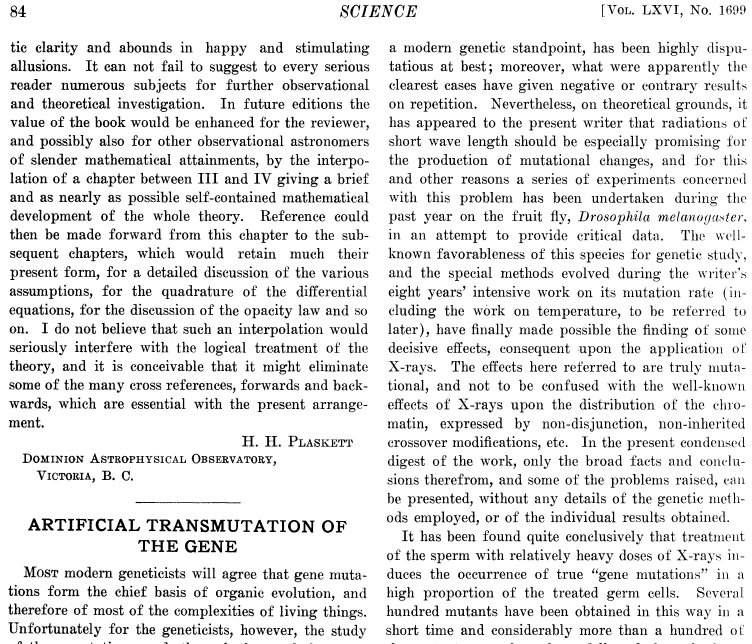 84 SCIENCE [VOL. LXVI, No. 1699
tic clarity and abounds in happy and stimulating
allusions. It can not fail to suggest to every serious
reader numerous subjects for further observational
and theoretical investigation. In future editions the
value of the book would be enhanced for the reviewer,
and possibly also for other observational astronomers
of slender mathematical attainments, by the interpo-
lation of a chapter between III and IV giving a brief
and as nearly as possible self-contained mathematical
development of the whole theory. Reference could
then be made forward from this chapter to the sub-
sequent chapters, which would retain much their
present form, for a detailed discussion of the various
assumptions, for the quadrature of the differential
equations, for the discussion of the opacity law and so
on. I do not believe that such an interpolation would
seriously interfere with the logical treatment of the
theory, and it is conceivable that it might eliminate
some of the many cross references, forwards and back-
wards, which are essential with the present arrange-
ment.
H. H. PLASKETT
DOMINION ASTROPHYSICAL OBSERVATORY,
VICTORIA, B. C.
ARTIFICIAL TRANSMUTATION OF
THE GENE
MOST modern geneticists will agree that gene muta-
tions form the chief basis of organic evolution, and
therefore of most of the complexities of living things.
Unfortunately for the geneticists, however, the study
a modern genetic standpoint, has been highly dispu-
tatious at best; moreover, what were apparently the
clearest cases have given negative or contrary results
on repetition. Nevertheless, on theoretical grounds, it
has appeared to the present writer that radiations of
short wave length should be especially promising for
the production of mutational changes, and for this
and other reasons a series of experiments concerned
with this problem has been undertaken during the
past year on the fruit fly, Drosophila melanogaster,
in an attempt to provide critical data. The well-
known favorableness of this species for genetic study,
and the special methods evolved during the writer's
eight years' intensive work on its mutation rate (in-
cluding the work on temperature, to be referred to
later), have finally made possible the finding of some
decisive effects, consequent upon the application of
X-rays. The effects here referred to are truly muta-
tional, and not to be confused with the well-known
effects of X-rays upon the distribution of the chro-
matin, expressed by non-disjunction, non-inherited
crossover modifications, etc. In the present condensed
digest of the work, only the broad facts and conclu-
sions therefrom, and some of the problems raised, can
be presented, without any details of the genetic meth-
ods employed, or of the individual results obtained.
It has been found quite conclusively that treatment
of the sperm with relatively heavy doses of X-rays in-
duces the occurrence of true "gene mutations" in a
high proportion of the treated germ cells. Several
hundred mutants have been obtained in this way in a
short time and considerably more than a hundred of